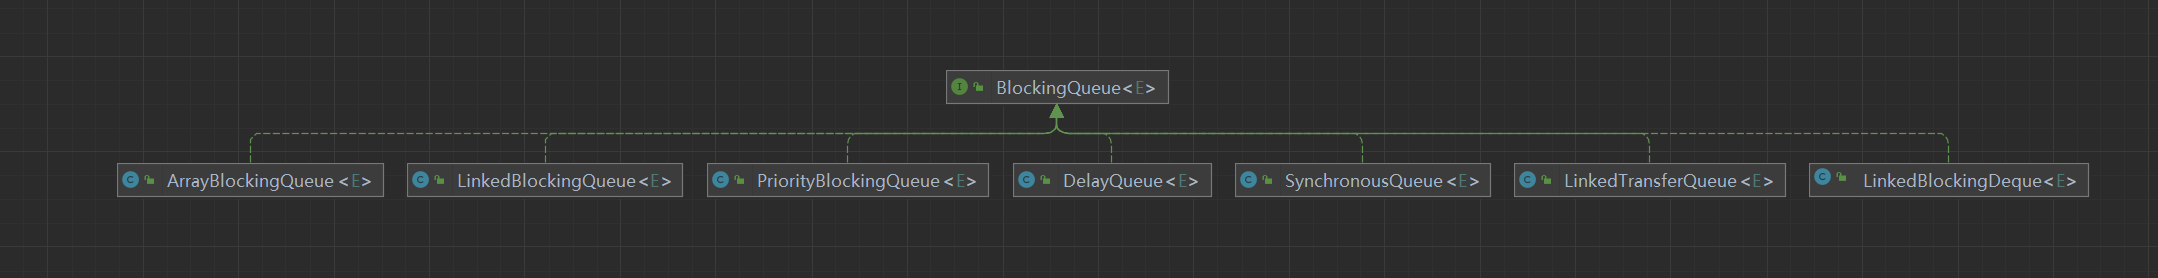 I BlockingQueue<E>
C ArrayBlockingQueue <E>
C LinkedBlockingQueue<E>
C PriorityBlockingQueue<E>
C DelayQueue<E>
C SynchronousQueue<E>
C LinkedTransferQueue<E>
C LinkedBlockingDeque<E>